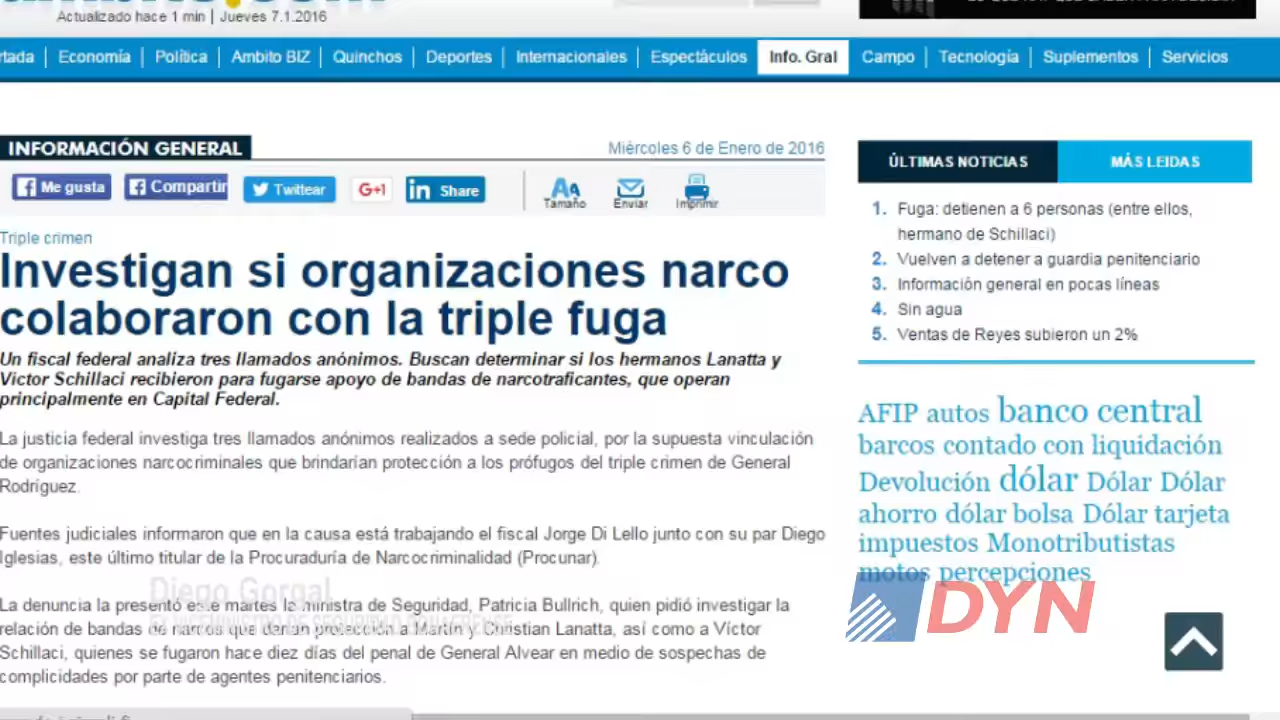 Actualizado hace 1 min | Jueves 7.1.2016
rtada | Economía | Política | Ambito BIZ | Quinchos | Deportes | Internacionales | Espectáculos | Info. Gral | Campo | Tecnología | Suplementos | Servicios
INFORMACIÓN GENERAL
Miércoles 6 de Enero de 2016
Me gusta
Compartir
Twittear
G+1
in Share
Tamaño
Enviar
Imprimir
Triple crimen
Investigan si organizaciones narco
colaboraron con la triple fuga
Un fiscal federal analiza tres llamados anónimos. Buscan determinar si los hermanos Lanatta y
Victor Schillaci recibieron para fugarse apoyo de bandas de narcotraficantes, que operan
principalmente en Capital Federal.
La justicia federal investiga tres llamados anónimos realizados a sede policial, por la supuesta vinculación
de organizaciones narcocriminales que brindarían protección a los prófugos del triple crimen de General
Rodríguez.
Fuentes judiciales informaron que en la causa está trabajando el fiscal Jorge Di Lello junto con su par Diego
Iglesias, este último titular de la Procuraduría de Narcocriminalidad (Procunar).
La denuncia la presentó este martes la ministra de Seguridad, Patricia Bullrich, quien pidió investigar la
relación de bandas de narcos que darían protección a Martín y Christian Lanatta, así como a Víctor
Schillaci, quienes se fugaron hace diez días del penal de General Alvear en medio de sospechas de
complicidades por parte de agentes penitenciarios.
Diego Gorgal
ÚLTIMAS NOTICIAS
MÁS LEIDAS
1. Fuga: detienen a 6 personas (entre ellos,
hermano de Schillaci)
2. Vuelven a detener a guardia penitenciario
3. Información general en pocas líneas
4. Sin agua
5. Ventas de Reyes subieron un 2%
AFIP autos banco central
barcos contado con liquidación
Devolución dólar Dólar Dólar
ahorro dólar bolsa Dólar tarjeta
impuestos Monotributistas
motos percepciones
DYN